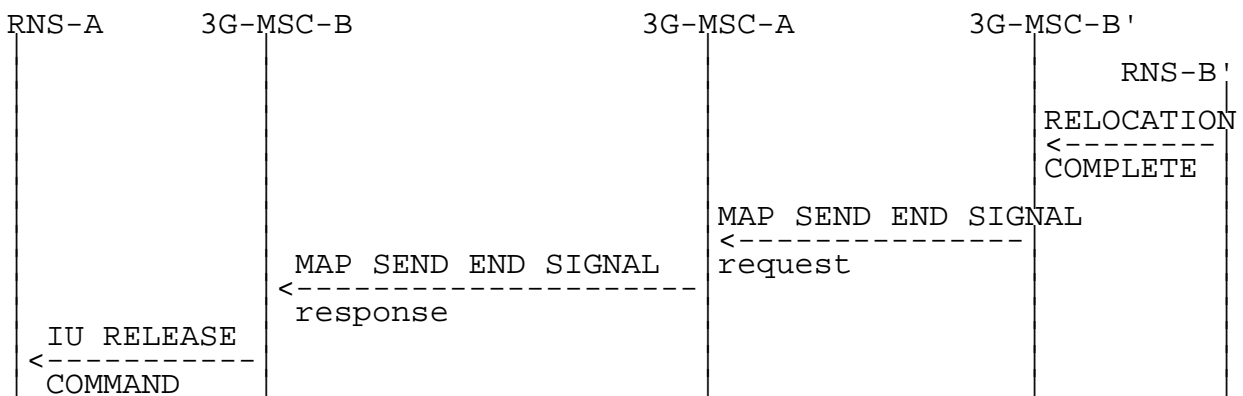 RNS-A 3G-MSC-B 3G-MSC-A 3G-MSC-B'
RNS-B'
RELOCATION
COMPLETE
MAP SEND END SIGNAL
request
MAP SEND END SIGNAL
response
IU RELEASE
COMMAND